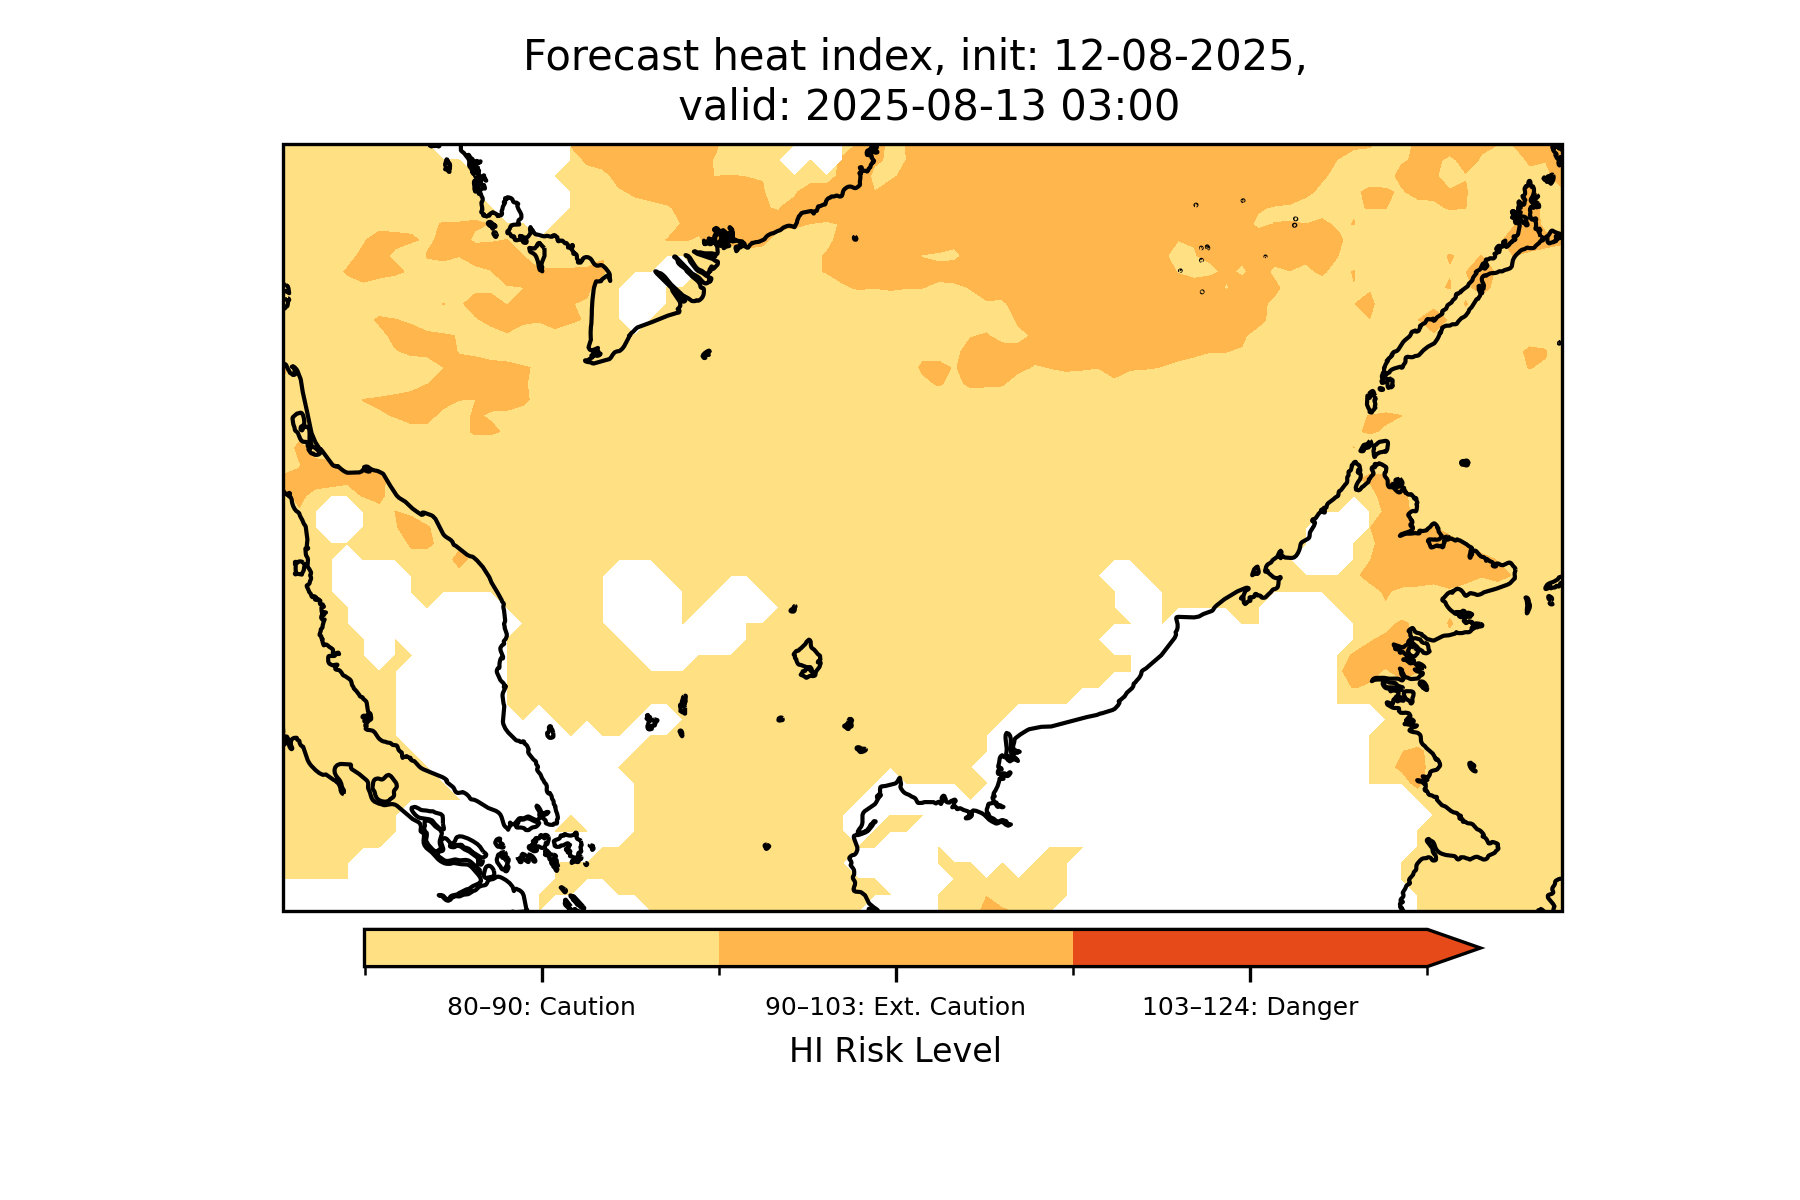 Forecast heat index, init: 12-08-2025,
valid: 2025-08-13 03:00
80–90: Caution
90–103: Ext. Caution
103–124: Danger
HI Risk Level